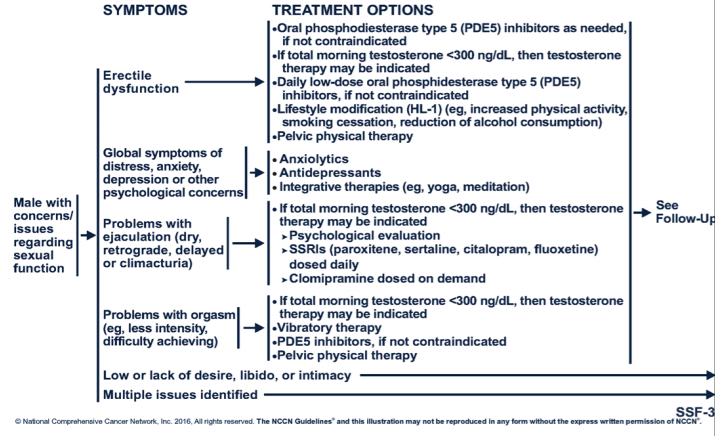 SYMPTOMS
TREATMENT OPTIONS
Male with
concerns/
issues
regarding
sexual
function
Erectile
dysfunction
•Oral phosphodiesterase type 5 (PDE5) inhibitors as needed,
if not contraindicated
•If total morning testosterone <300 ng/dL, then testosterone
therapy may be indicated
•Daily low-dose oral phosphidesterase type 5 (PDE5)
inhibitors, if not contraindicated
•Lifestyle modification (HL-1) (eg, increased physical activity,
smoking cessation, reduction of alcohol consumption)
•Pelvic physical therapy
Global symptoms of
distress, anxiety,
depression or other
psychological concerns
• Anxiolytics
• Antidepressants
• Integrative therapies (eg, yoga, meditation)
Problems with
ejaculation (dry,
retrograde, delayed
or climacturia)
• If total morning testosterone <300 ng/dL, then testosterone
therapy may be indicated
➤Psychological evaluation
➤SSRIs (paroxitene, sertaline, citalopram, fluoxetine)
dosed daily
➤Clomipramine dosed on demand
Problems with orgasm
(eg, less intensity,
difficulty achieving)
• If total morning testosterone <300 ng/dL, then testosterone
therapy may be indicated
•Vibratory therapy
•PDE5 inhibitors, if not contraindicated
•Pelvic physical therapy
See
Follow-Up
Low or lack of desire, libido, or intimacy
Multiple issues identified
SSF-3
© National Comprehensive Cancer Network, Inc. 2016, All rights reserved. The NCCN Guidelines® and this illustration may not be reproduced in any form without the express written permission of NCCN®.